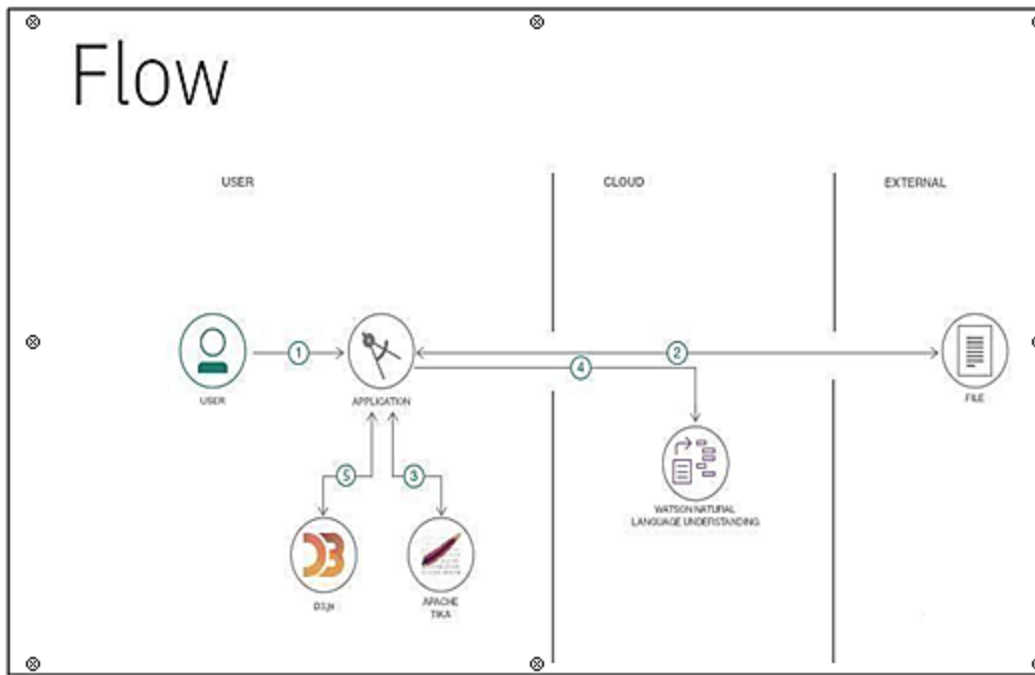 Flow
USER
CLOUD
EXTERNAL
1
2
4
USER
APPLICATION
FILE
5
3
WATSON NATURAL
LANGUAGE UNDERSTANDING
D3.js
APACHE
TIKA